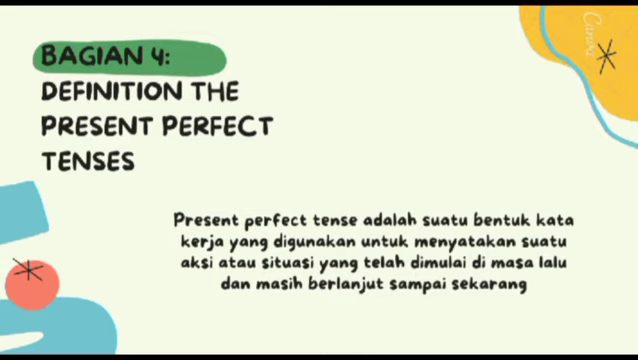 BAGIAN 4:
DEFINITION THE
PRESENT PERFECT
TENSES
Present perfect tense adalah suatu bentuk kata
kerja yang digunakan untuk menyatakan suatu
aksi atau situasi yang telah dimulai di masa lalu
dan masih berlanjut sampai sekarang
Canva